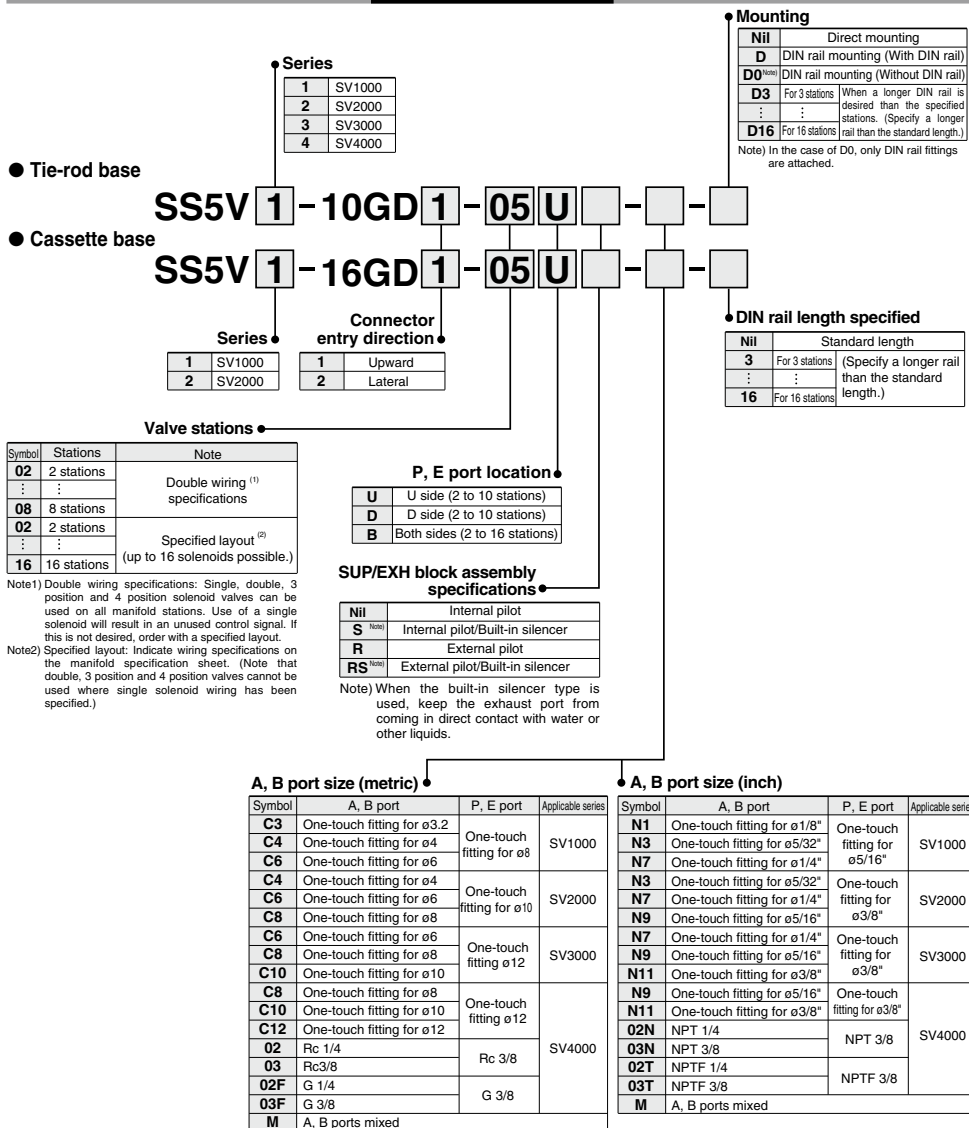 Mounting
Nil Direct mounting
D DIN rail mounting (With DIN rail)
D0 Note) DIN rail mounting (Without DIN rail)
D3 For 3 stations When a longer DIN rail is
desired than the specified
⋮ ⋮ stations. (Specify a longer
D16 For 16 stations rail than the standard length.)
Note) In the case of D0, only DIN rail fittings
are attached.
Series
1 SV1000
2 SV2000
3 SV3000
4 SV4000
● Tie-rod base
SS5V 1 - 10GD 1 - 05 U - -
● Cassette base
SS5V 1 - 16GD 1 - 05 U - -
Series
1 SV1000
2 SV2000
Connector
entry direction
1 Upward
2 Lateral
DIN rail length specified
Nil Standard length
3 For 3 stations (Specify a longer rail
⋮ ⋮ than the standard
16 For 16 stations length.)
Valve stations
Symbol Stations Note
02 2 stations Double wiring (1)
⋮ ⋮ specifications
08 8 stations
02 2 stations Specified layout (2)
⋮ ⋮ (up to 16 solenoids possible.)
16 16 stations
Note1) Double wiring specifications: Single, double, 3
position and 4 position solenoid valves can be
used on all manifold stations. Use of a single
solenoid will result in an unused control signal. If
this is not desired, order with a specified layout.
Note2) Specified layout: Indicate wiring specifications on
the manifold specification sheet. (Note that
double, 3 position and 4 position valves cannot be
used where single solenoid wiring has been
specified.)
P, E port location
U U side (2 to 10 stations)
D D side (2 to 10 stations)
B Both sides (2 to 16 stations)
SUP/EXH block assembly
specifications
Nil Internal pilot
S Note) Internal pilot/Built-in silencer
R External pilot
RS Note) External pilot/Built-in silencer
Note) When the built-in silencer type is
used, keep the exhaust port from
coming in direct contact with water or
other liquids.
A, B port size (metric)
Symbol A, B port P, E port Applicable series
C3 One-touch fitting for ø3.2 One-touch fitting for ø8 SV1000
C4 One-touch fitting for ø4
C6 One-touch fitting for ø6
C4 One-touch fitting for ø4 One-touch fitting for ø10 SV2000
C6 One-touch fitting for ø6
C8 One-touch fitting for ø8
C6 One-touch fitting for ø6 One-touch fitting ø12 SV3000
C8 One-touch fitting for ø8
C10 One-touch fitting for ø10
C8 One-touch fitting for ø8 One-touch fitting ø12 SV4000
C10 One-touch fitting for ø10
C12 One-touch fitting for ø12
02 Rc 1/4 Rc 3/8
03 Rc3/8
02F G 1/4 G 3/8
03F G 3/8
M A, B ports mixed
A, B port size (inch)
Symbol A, B port P, E port Applicable serie
N1 One-touch fitting for ø1/8" One-touch fitting for ø5/16" SV1000
N3 One-touch fitting for ø5/32"
N7 One-touch fitting for ø1/4"
N3 One-touch fitting for ø5/32" One-touch fitting for ø3/8" SV2000
N7 One-touch fitting for ø1/4"
N9 One-touch fitting for ø5/16"
N7 One-touch fitting for ø1/4" One-touch fitting for ø3/8" SV3000
N9 One-touch fitting for ø5/16"
N11 One-touch fitting for ø3/8"
N9 One-touch fitting for ø5/16" One-touch fitting for ø3/8" SV4000
N11 One-touch fitting for ø3/8"
02N NPT 1/4 NPT 3/8
03N NPT 3/8
02T NPTF 1/4 NPTF 3/8
03T NPTF 3/8
M A, B ports mixed